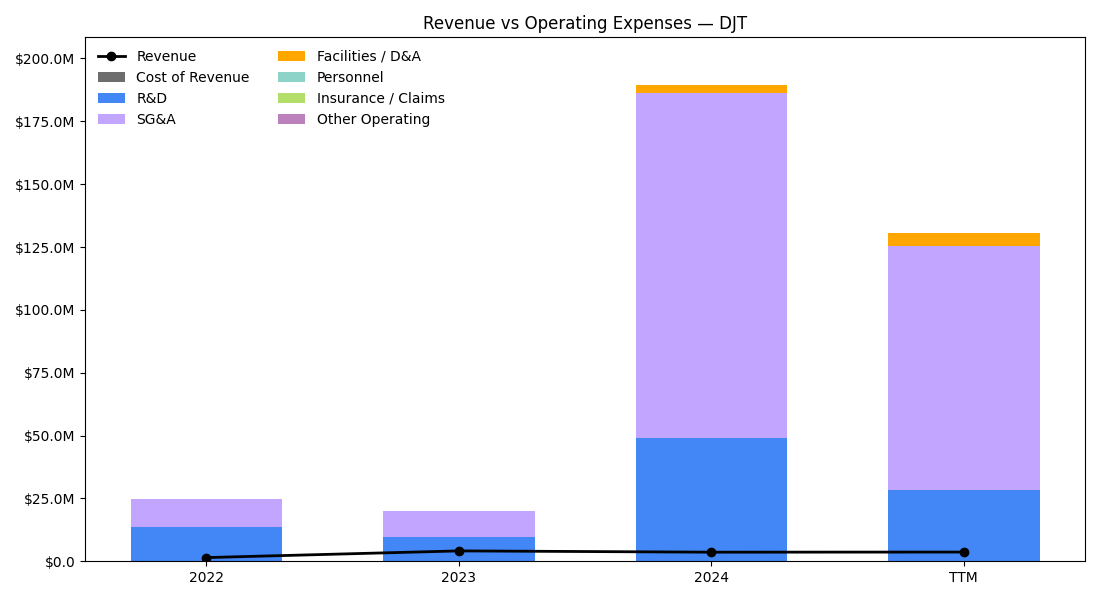 Revenue vs Operating Expenses — DJT
$200.0M
$175.0M
$150.0M
$125.0M
$100.0M
$75.0M
$50.0M
$25.0M
$0.0
Revenue
Cost of Revenue
R&D
SG&A
Facilities / D&A
Personnel
Insurance / Claims
Other Operating
2022
2023
2024
TTM